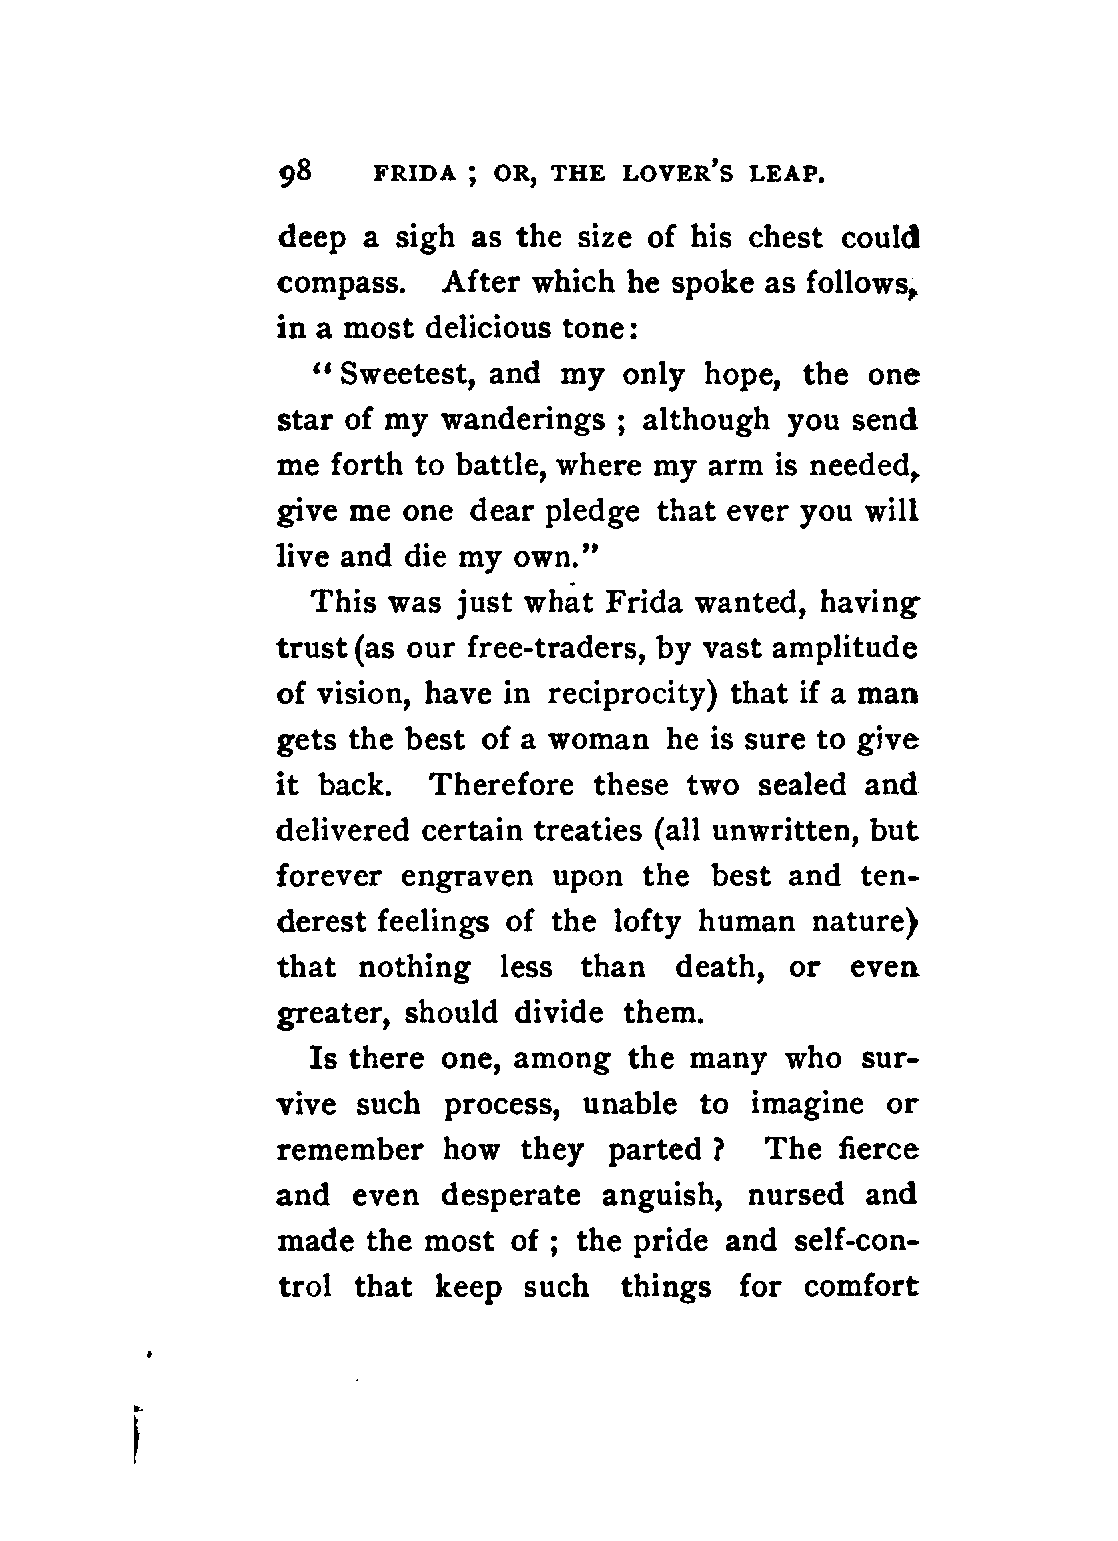 98 FRIDA ; OR, THE LOVER'S LEAP.
deep a sigh as the size of his chest could
compass. After which he spoke as follows,
in a most delicious tone:
“ Sweetest, and my only hope, the one
star of my wanderings ; although you send
me forth to battle, where my arm is needed,
give me one dear pledge that ever you will
live and die my own.”
This was just what Frida wanted, having
trust (as our free-traders, by vast amplitude
of vision, have in reciprocity) that if a man
gets the best of a woman he is sure to give
it back. Therefore these two sealed and
delivered certain treaties (all unwritten, but
forever engraven upon the best and ten-
derest feelings of the lofty human nature)
that nothing less than death, or even
greater, should divide them.
Is there one, among the many who sur-
vive such process, unable to imagine or
remember how they parted ? The fierce
and even desperate anguish, nursed and
made the most of ; the pride and self-con-
trol that keep such things for comfort